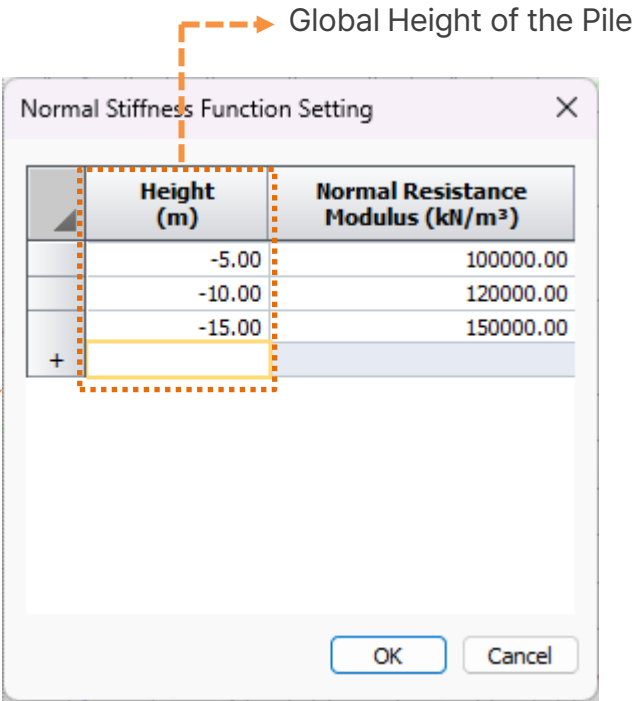 Global Height of the Pile
Normal Stiffness Function Setting
Height (m) Normal Resistance Modulus (kN/m³)
-5.00 100000.00
-10.00 120000.00
-15.00 150000.00
+
OK Cancel